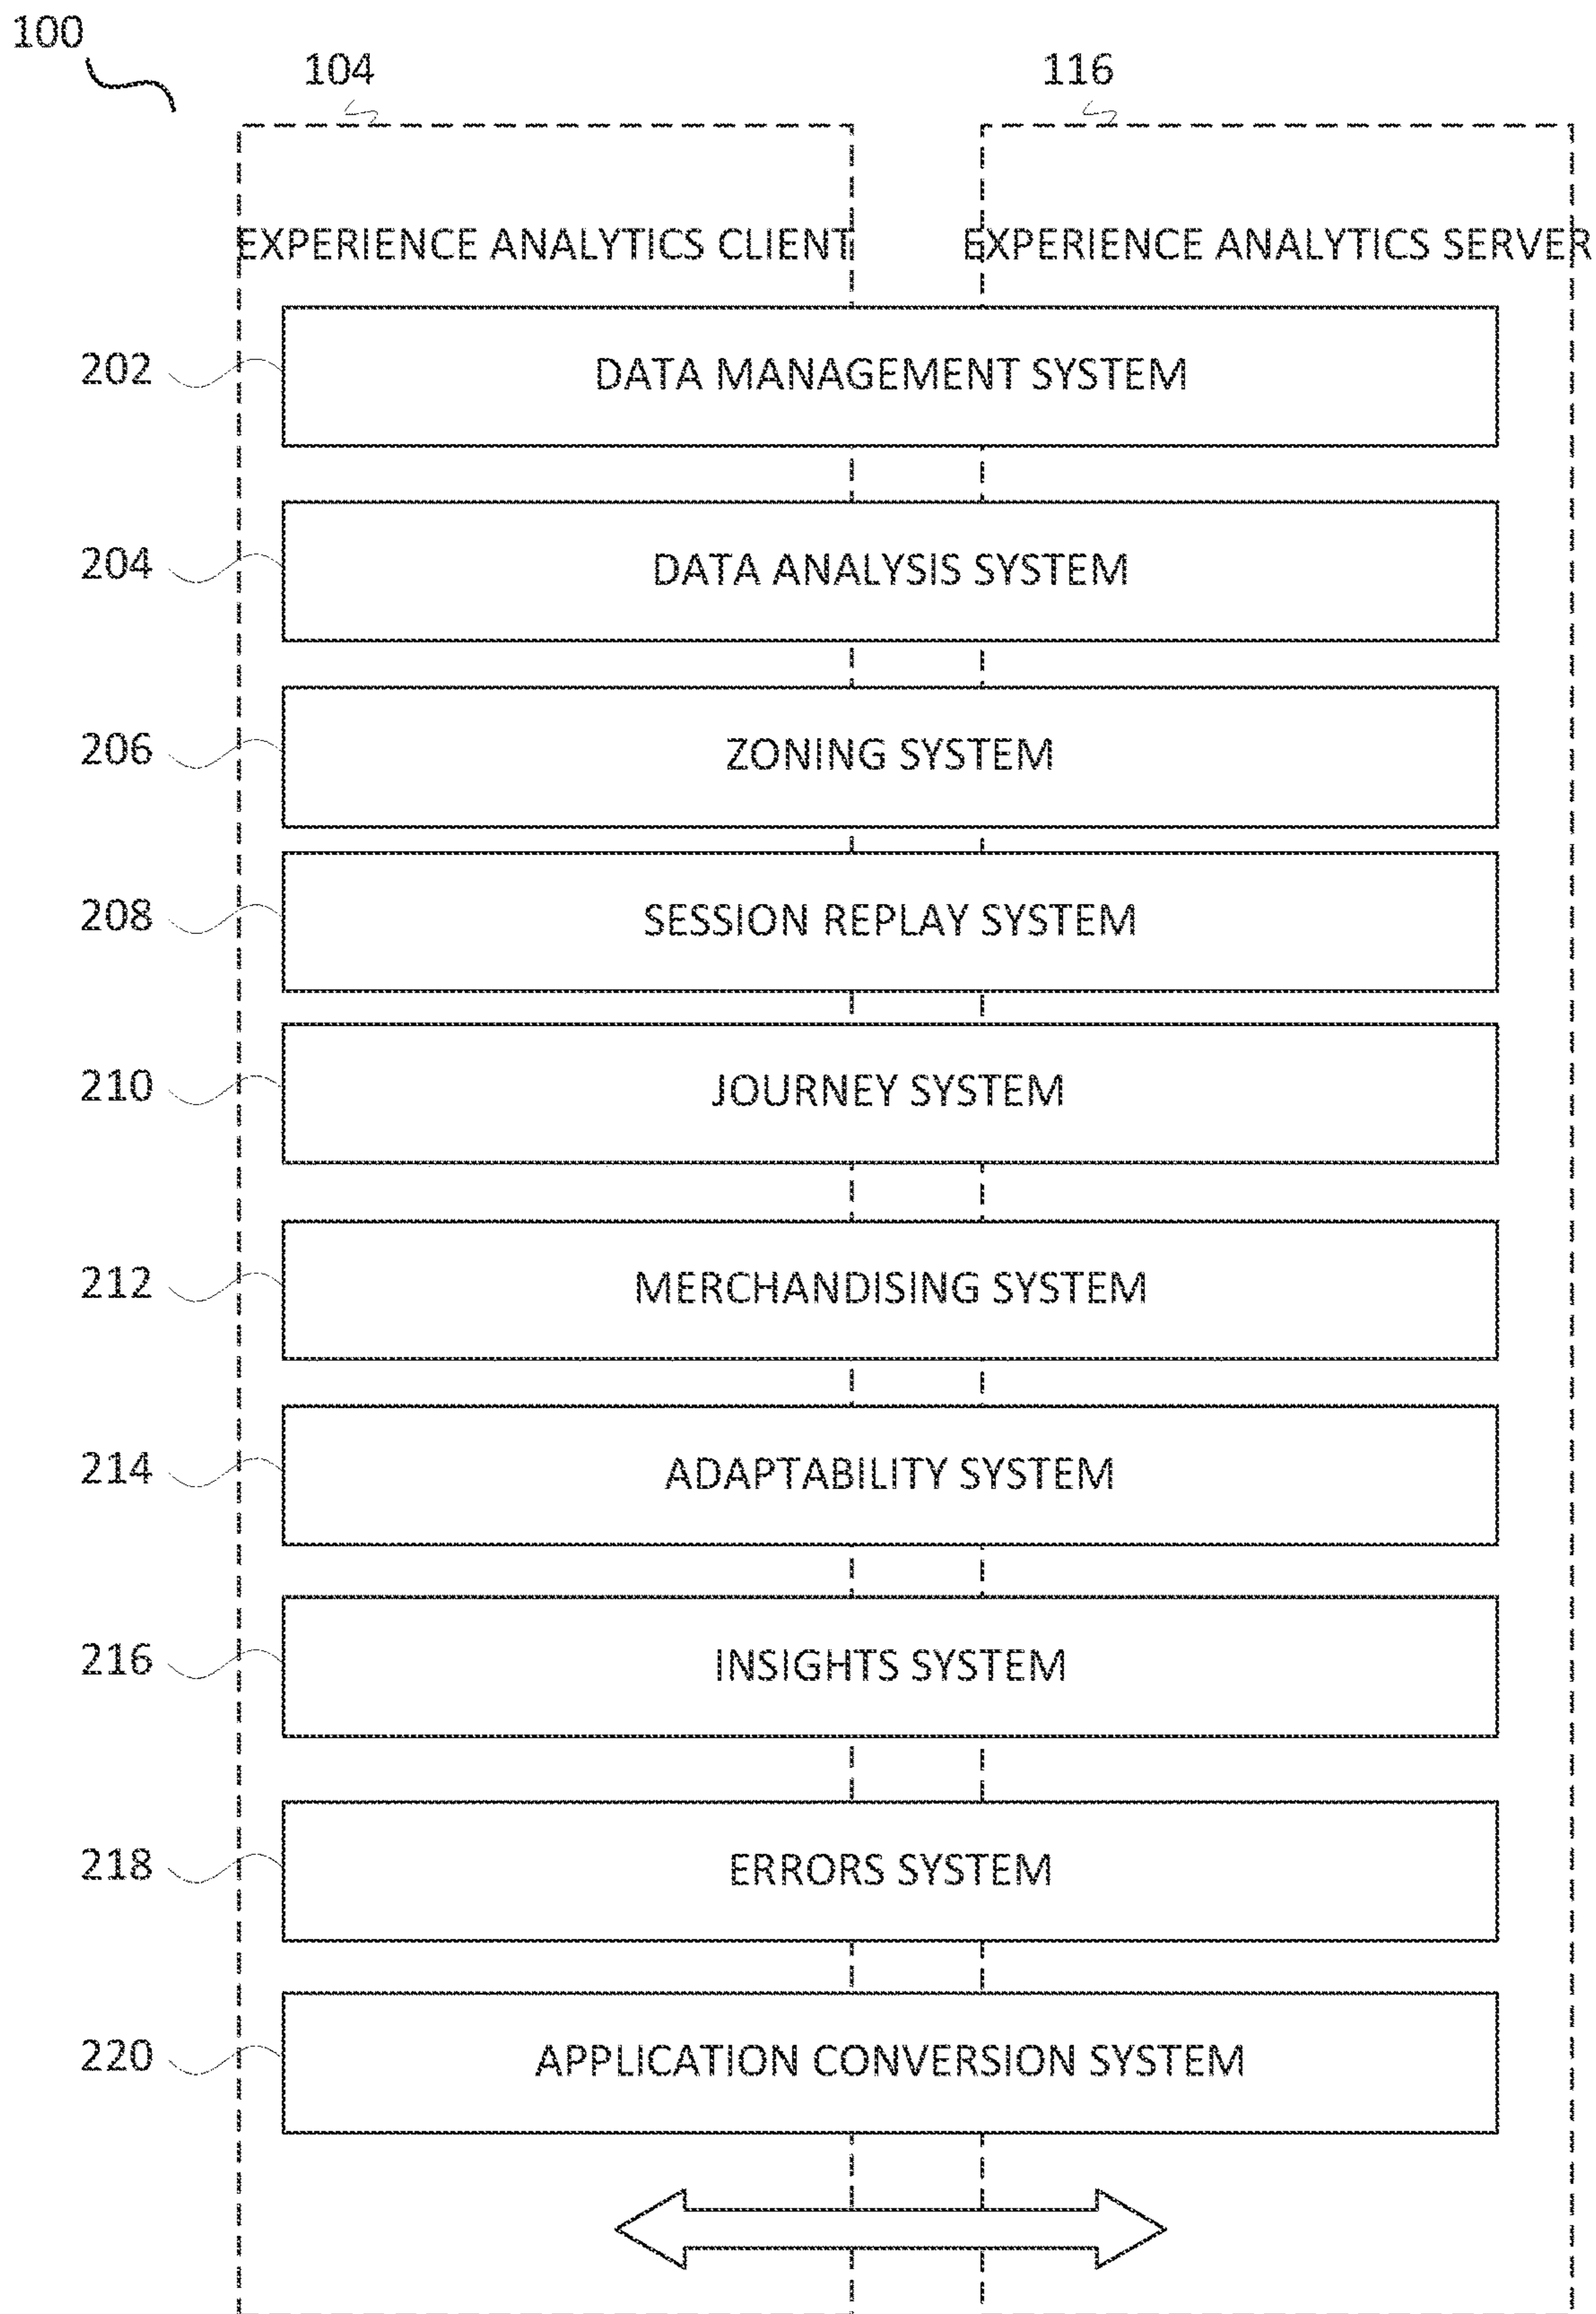 100
104
116
EXPERIENCE ANALYTICS CLIENT
EXPERIENCE ANALYTICS SERVER
202
DATA MANAGEMENT SYSTEM
204
DATA ANALYSIS SYSTEM
206
ZONING SYSTEM
208
SESSION REPLAY SYSTEM
210
JOURNEY SYSTEM
212
MERCHANDISING SYSTEM
214
ADAPTABILITY SYSTEM
216
INSIGHTS SYSTEM
218
ERRORS SYSTEM
220
APPLICATION CONVERSION SYSTEM